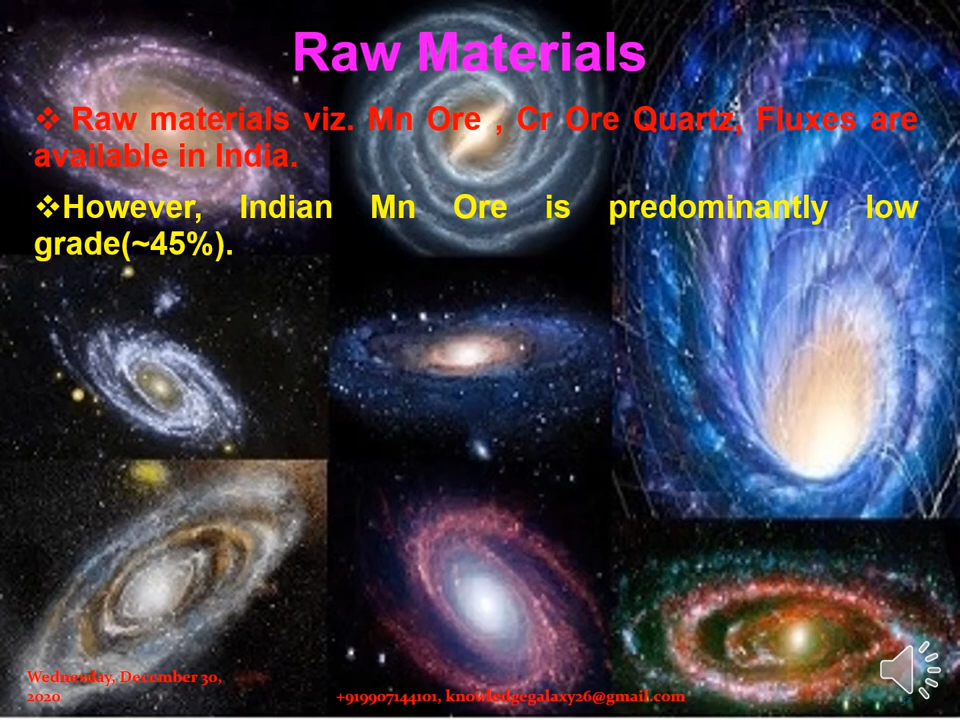 Raw Materials
❖ Raw materials viz. Mn Ore , Cr Ore Quartz, Fluxes are
available in India.
❖However, Indian Mn Ore is predominantly low
grade(~45%).
Wednesday, December 30,
2020
+919907144101, knowledgegalaxy26@gmail.com